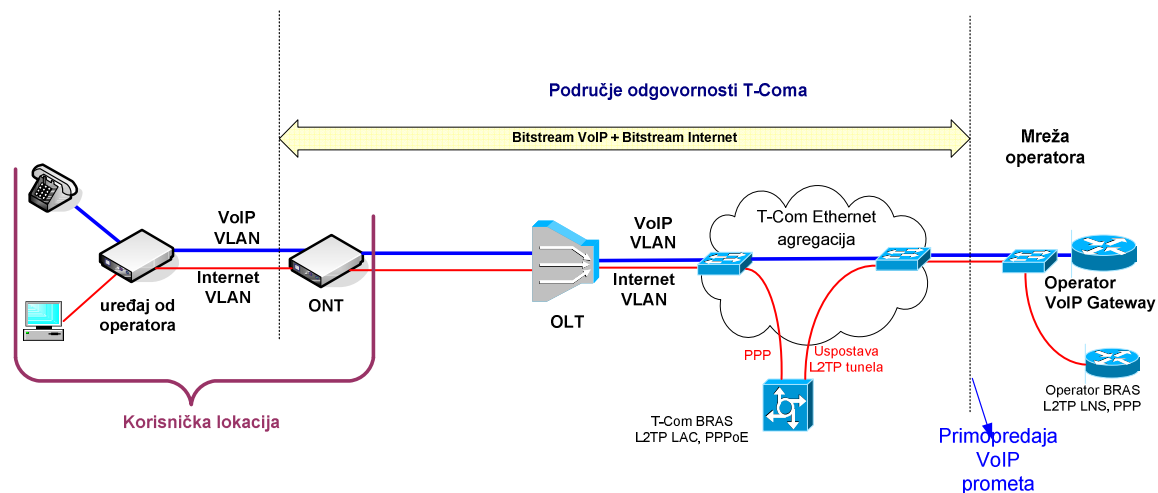 Područje odgovornosti T-Coma
Bitstream VoIP + Bitstream Internet
Mreža
operatora
VoIP
VLAN
Internet
VLAN
uređaj od
operatora
ONT
Korisnička lokacija
OLT
VoIP
VLAN
Internet
VLAN
T-Com Ethernet
agregacija
PPP
Uspostava
L2TP tunela
T-Com BRAS
L2TP LAC, PPPoE
Operator
VoIP Gateway
Operator BRAS
L2TP LNS, PPP
Primopredaja
VoIP
prometa